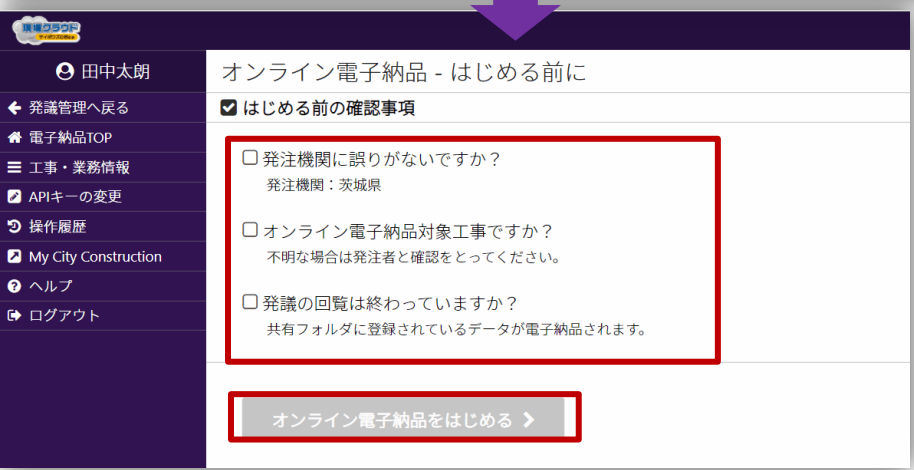 現場クラウド
田中太朗
発議管理へ戻る
電子納品TOP
工事・業務情報
APIキーの変更
操作履歴
My City Construction
ヘルプ
ログアウト
オンライン電子納品 - はじめる前に
はじめる前の確認事項
発注機関に誤りがないですか？
発注機関：茨城県
オンライン電子納品対象工事ですか？
不明な場合は発注者と確認をとってください。
発議の回覧は終わっていますか？
共有フォルダに登録されているデータが電子納品されます。
オンライン電子納品をはじめる